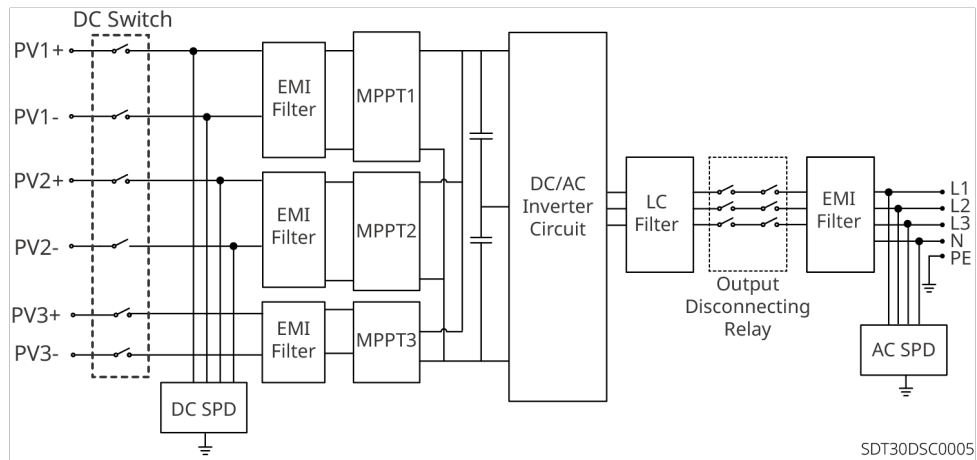 DC Switch
PV1+
PV1-
PV2+
PV2-
PV3+
PV3-
EMI
Filter
MPPT1
EMI
Filter
MPPT2
EMI
Filter
MPPT3
DC SPD
DC/AC
Inverter
Circuit
LC
Filter
Output
Disconnecting
Relay
EMI
Filter
L1
L2
L3
N
PE
AC SPD
SDT30DSC0005